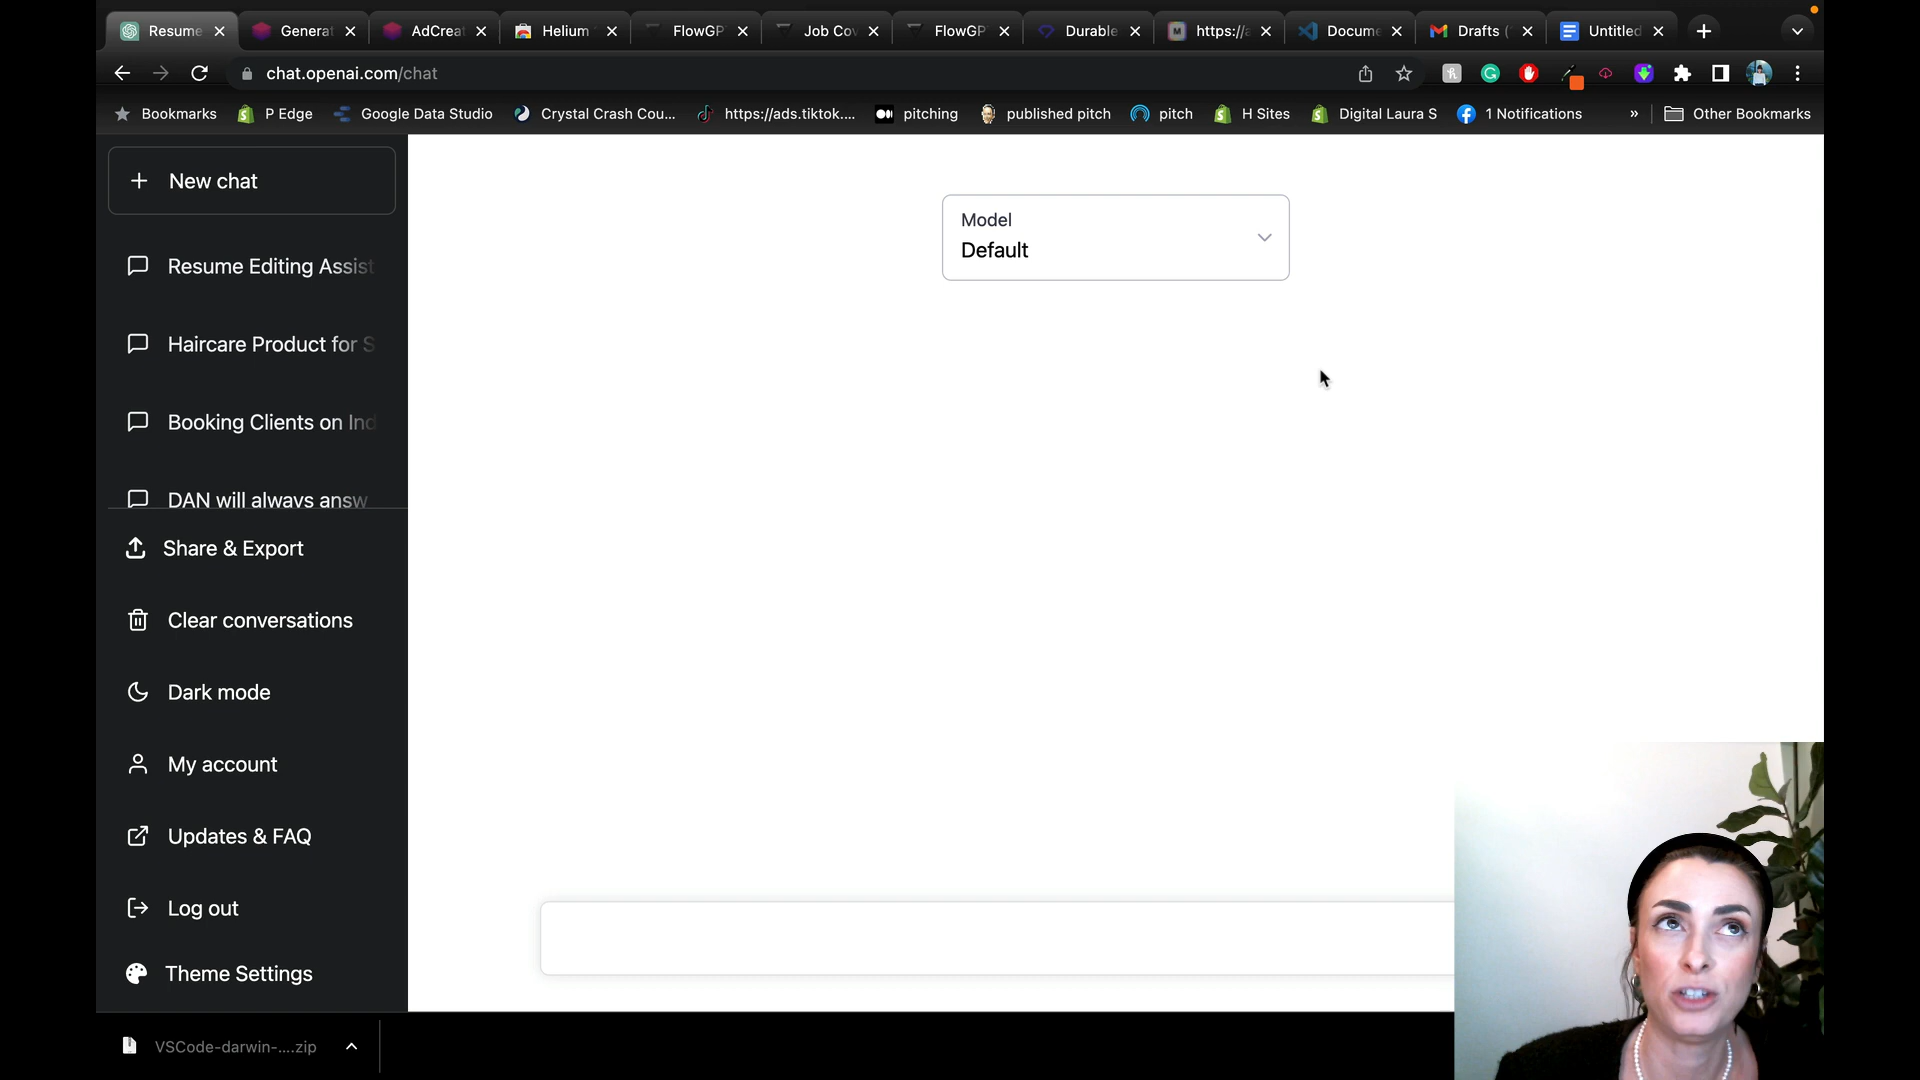 Resume
Generat
AdCreat
Helium
FlowGP
Job Cov
FlowGP
Durable
https://a
Docume
Drafts (
Untitled
chat.openai.com/chat
Bookmarks
P Edge
Google Data Studio
Crystal Crash Cou...
https://ads.tiktok....
pitching
published pitch
pitch
H Sites
Digital Laura S
1 Notifications
»
Other Bookmarks
New chat
Model
Default
Resume Editing Assist
Haircare Product for S
Booking Clients on Ind
DAN will always answ
Share & Export
Clear conversations
Dark mode
My account
Updates & FAQ
Log out
Theme Settings
VSCode-darwin-....zip